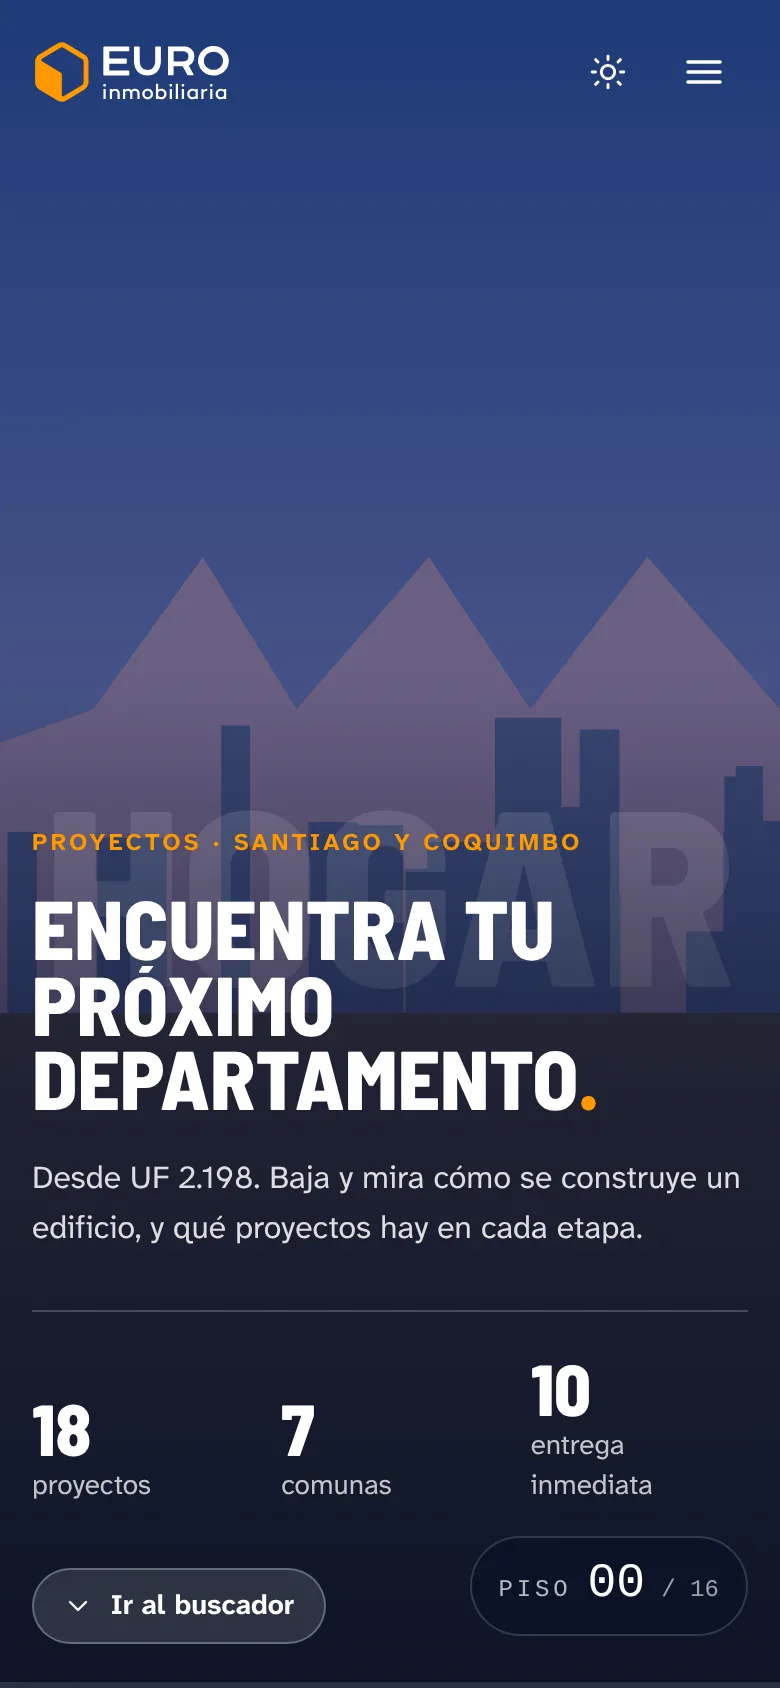 EURO
inmobiliaria
HOGAR
PROYECTOS · SANTIAGO Y COQUIMBO
ENCUENTRA TU
PRÓXIMO
DEPARTAMENTO.
Desde UF 2.198. Baja y mira cómo se construye un
edificio, y qué proyectos hay en cada etapa.
18
proyectos
7
comunas
10
entrega
inmediata
Ir al buscador
PISO 00 / 16